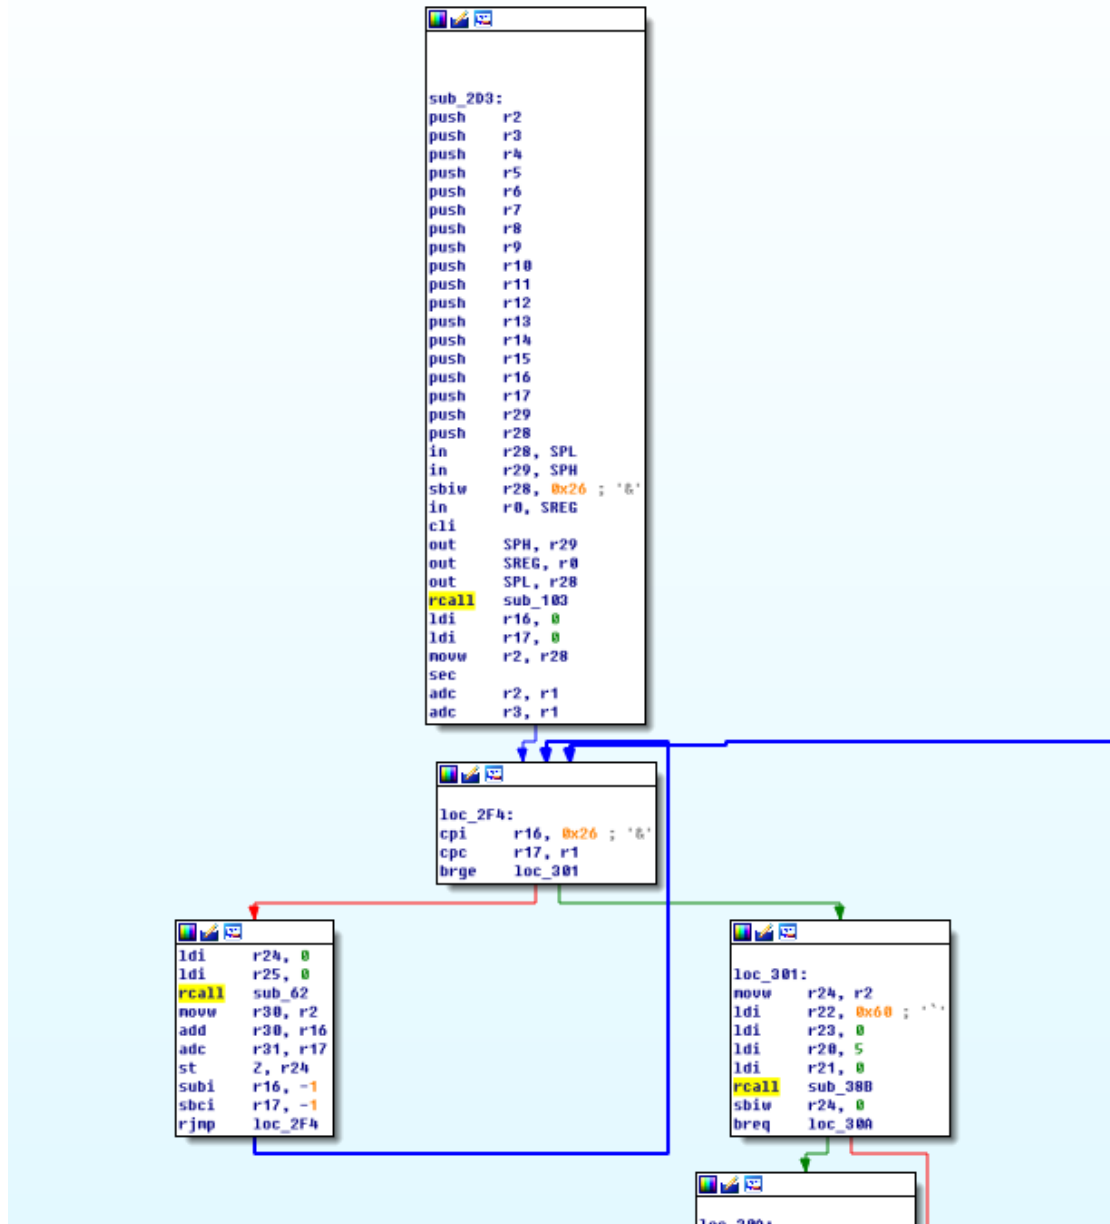 sub_2D3:
push r2
push r3
push r4
push r5
push r6
push r7
push r8
push r9
push r10
push r11
push r12
push r13
push r14
push r15
push r16
push r17
push r29
push r28
in r28, SPL
in r29, SPH
sbiw r28, 0x26 ; '&'
in r0, SREG
cli
out SPH, r29
out SREG, r0
out SPL, r28
rcall sub_103
ldi r16, 0
ldi r17, 0
movw r2, r28
sec
adc r2, r1
adc r3, r1
loc_2F4:
cpi r16, 0x26 ; '&'
cpc r17, r1
brge loc_301
ldi r24, 0
ldi r25, 0
rcall sub_62
movw r30, r2
add r30, r16
adc r31, r17
st Z, r24
subi r16, -1
sbci r17, -1
rjmp loc_2F4
loc_301:
movw r24, r2
ldi r22, 0x60 ; '`'
ldi r23, 0
ldi r20, 5
ldi r21, 0
rcall sub_38B
sbiw r24, 0
breq loc_30A